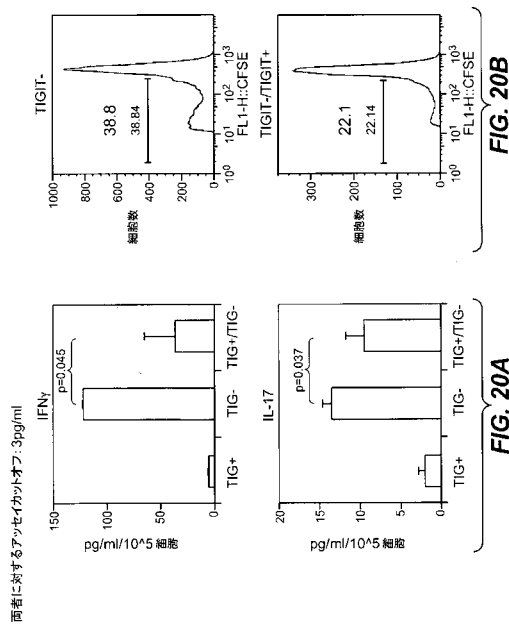 両者に対するアッセイカットオフ: 3pg/ml
IFNγ
p=0.045
150
100
50
0
pg/ml/10^5 細胞
TIG+
TIG-
TIG+/TIG-
IL-17
p=0.037
20
15
10
5
0
pg/ml/10^5 細胞
TIG+
TIG-
TIG+/TIG-
FIG. 20A
TIGIT-
1000
800
600
400
200
0
細胞数
38.8
38.84
10^0 10^1 10^2 10^3
FL1-H::CFSE
TIGIT-/TIGIT+
300
200
100
0
細胞数
22.1
22.14
10^0 10^1 10^2 10^3
FL1-H::CFSE
FIG. 20B